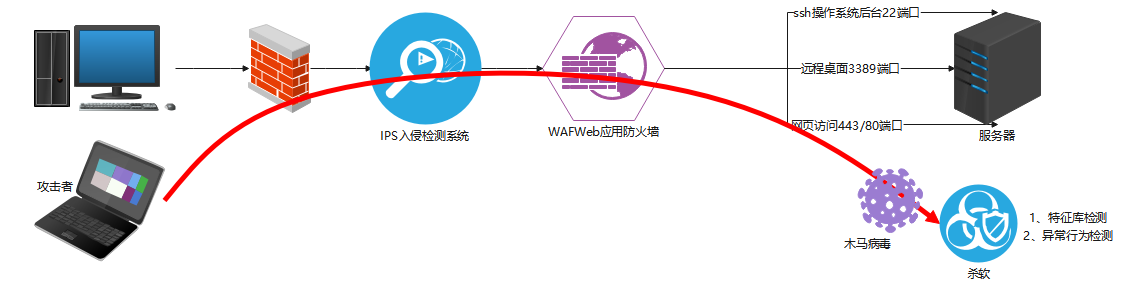 ssh操作系统后台22端口
远程桌面3389端口
网页访问443/80端口
服务器
IPS入侵检测系统
WAFWeb应用防火墙
攻击者
木马病毒
杀软
1、特征库检测
2、异常行为检测